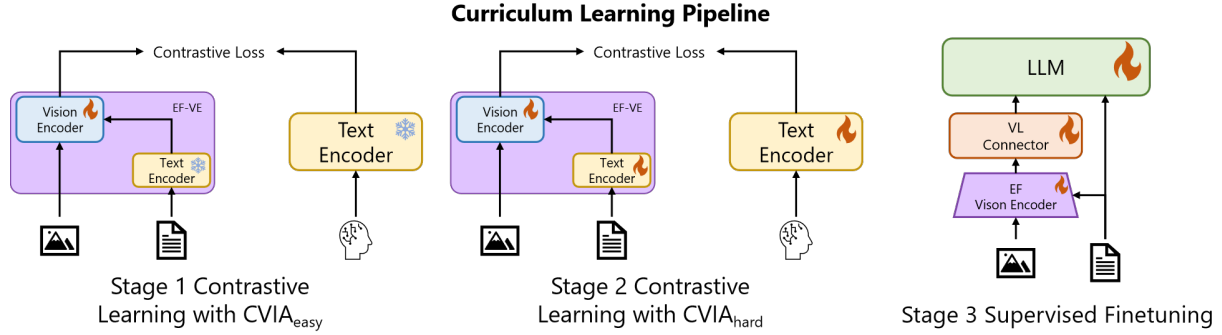 Curriculum Learning Pipeline
Contrastive Loss
EF-VE
Vision
Encoder
Text
Encoder
Text
Encoder
Stage 1 Contrastive
Learning with CVIAeasy
Contrastive Loss
EF-VE
Vision
Encoder
Text
Encoder
Text
Encoder
Stage 2 Contrastive
Learning with CVIAhard
LLM
VL
Connector
EF
Vison Encoder
Stage 3 Supervised Finetuning